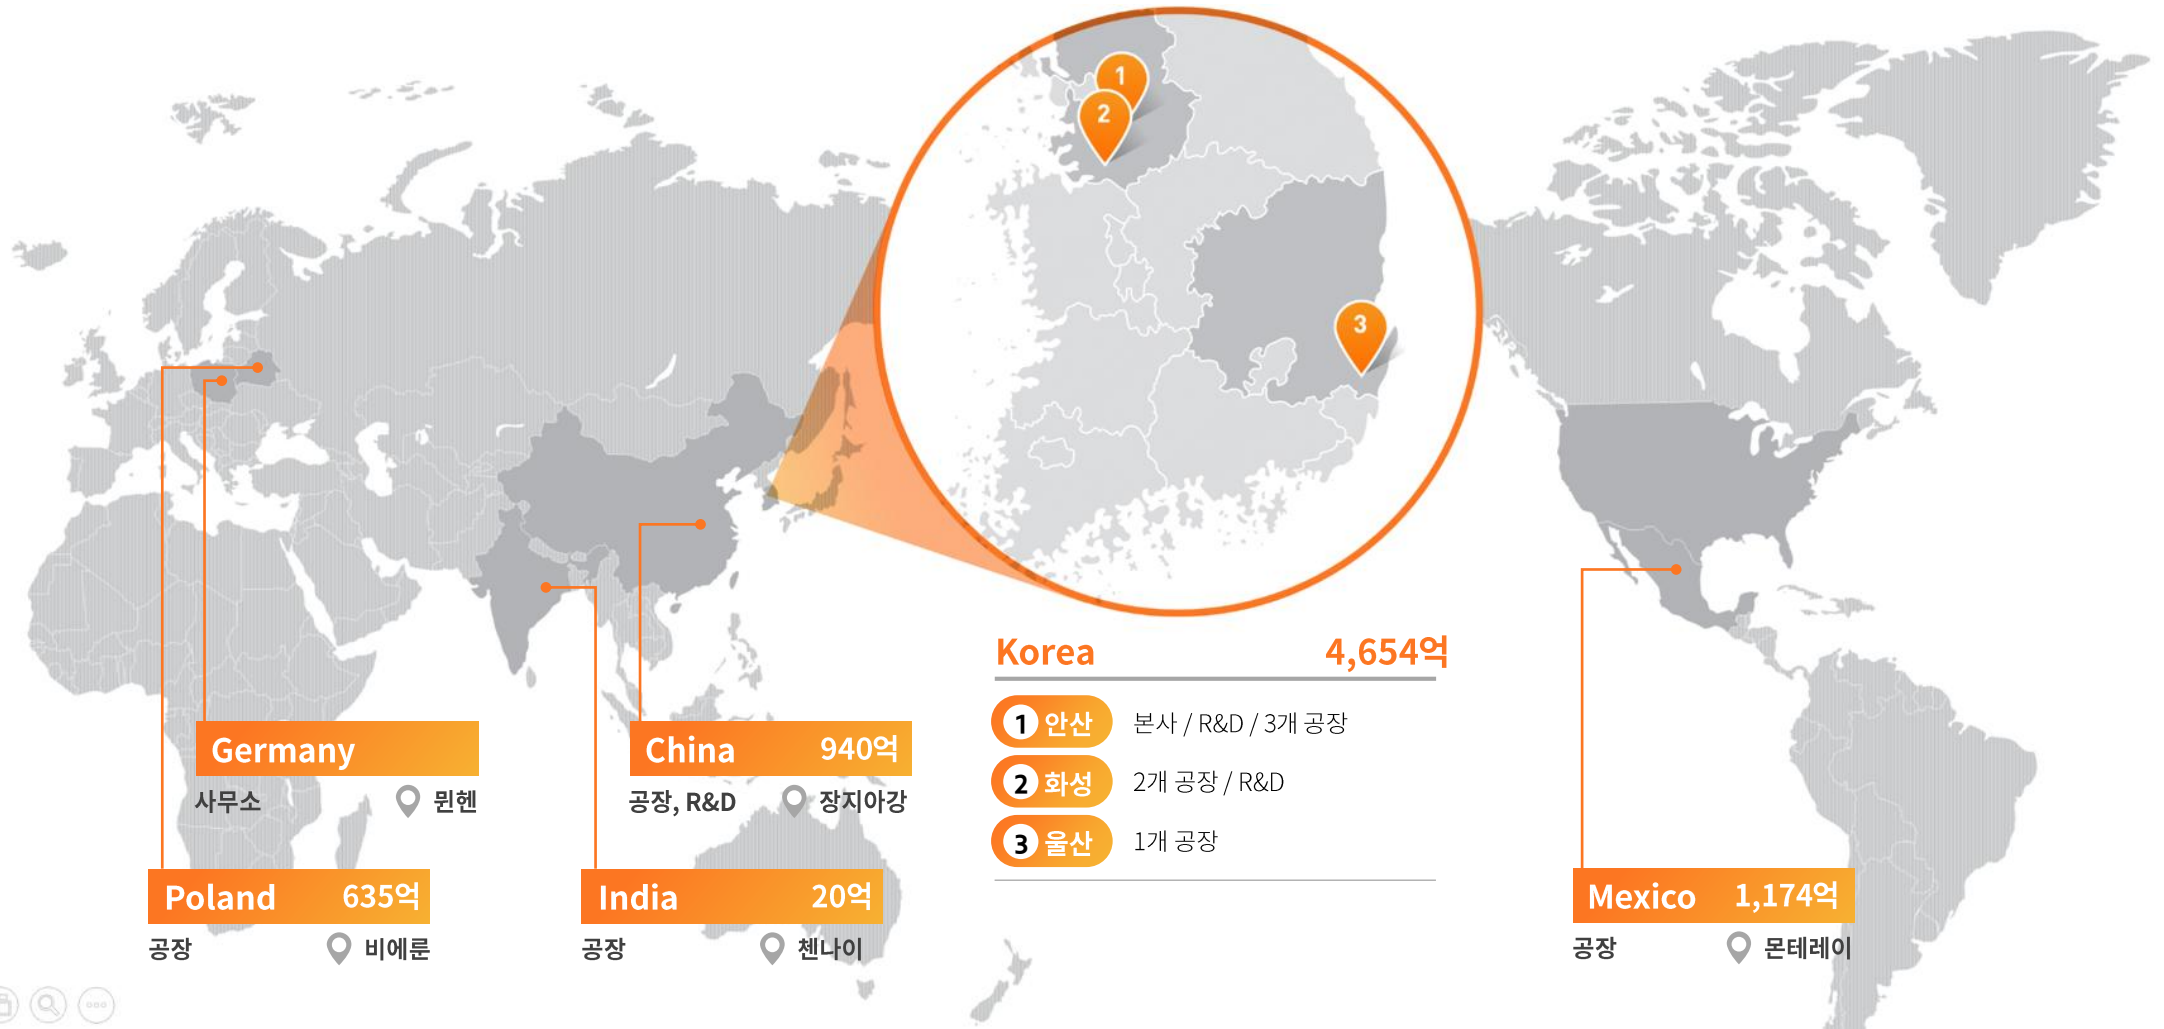 1
2
3
Korea 4,654억
1 안산 본사 / R&D / 3개 공장
2 화성 2개 공장 / R&D
3 울산 1개 공장
Germany
사무소 뮌헨
Poland 635억
공장 비에룬
China 940억
공장, R&D 장지아강
India 20억
공장 첸나이
Mexico 1,174억
공장 몬테레이